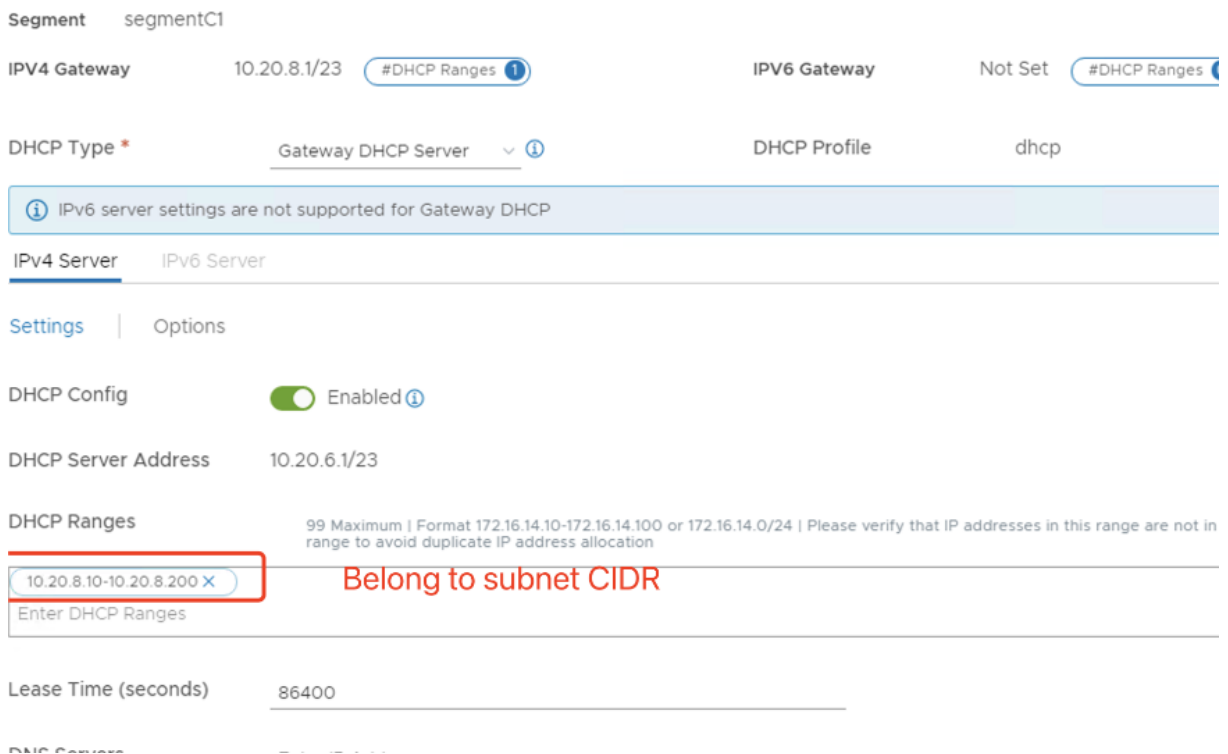 Segment segmentC1
IPV4 Gateway 10.20.8.1/23 #DHCP Ranges 1 IPV6 Gateway Not Set #DHCP Ranges
DHCP Type * Gateway DHCP Server DHCP Profile dhcp
IPv6 server settings are not supported for Gateway DHCP
IPv4 Server IPv6 Server
Settings | Options
DHCP Config Enabled
DHCP Server Address 10.20.6.1/23
DHCP Ranges 99 Maximum | Format 172.16.14.10-172.16.14.100 or 172.16.14.0/24 | Please verify that IP addresses in this range are not in
range to avoid duplicate IP address allocation
10.20.8.10-10.20.8.200 Belong to subnet CIDR
Enter DHCP Ranges
Lease Time (seconds) 86400